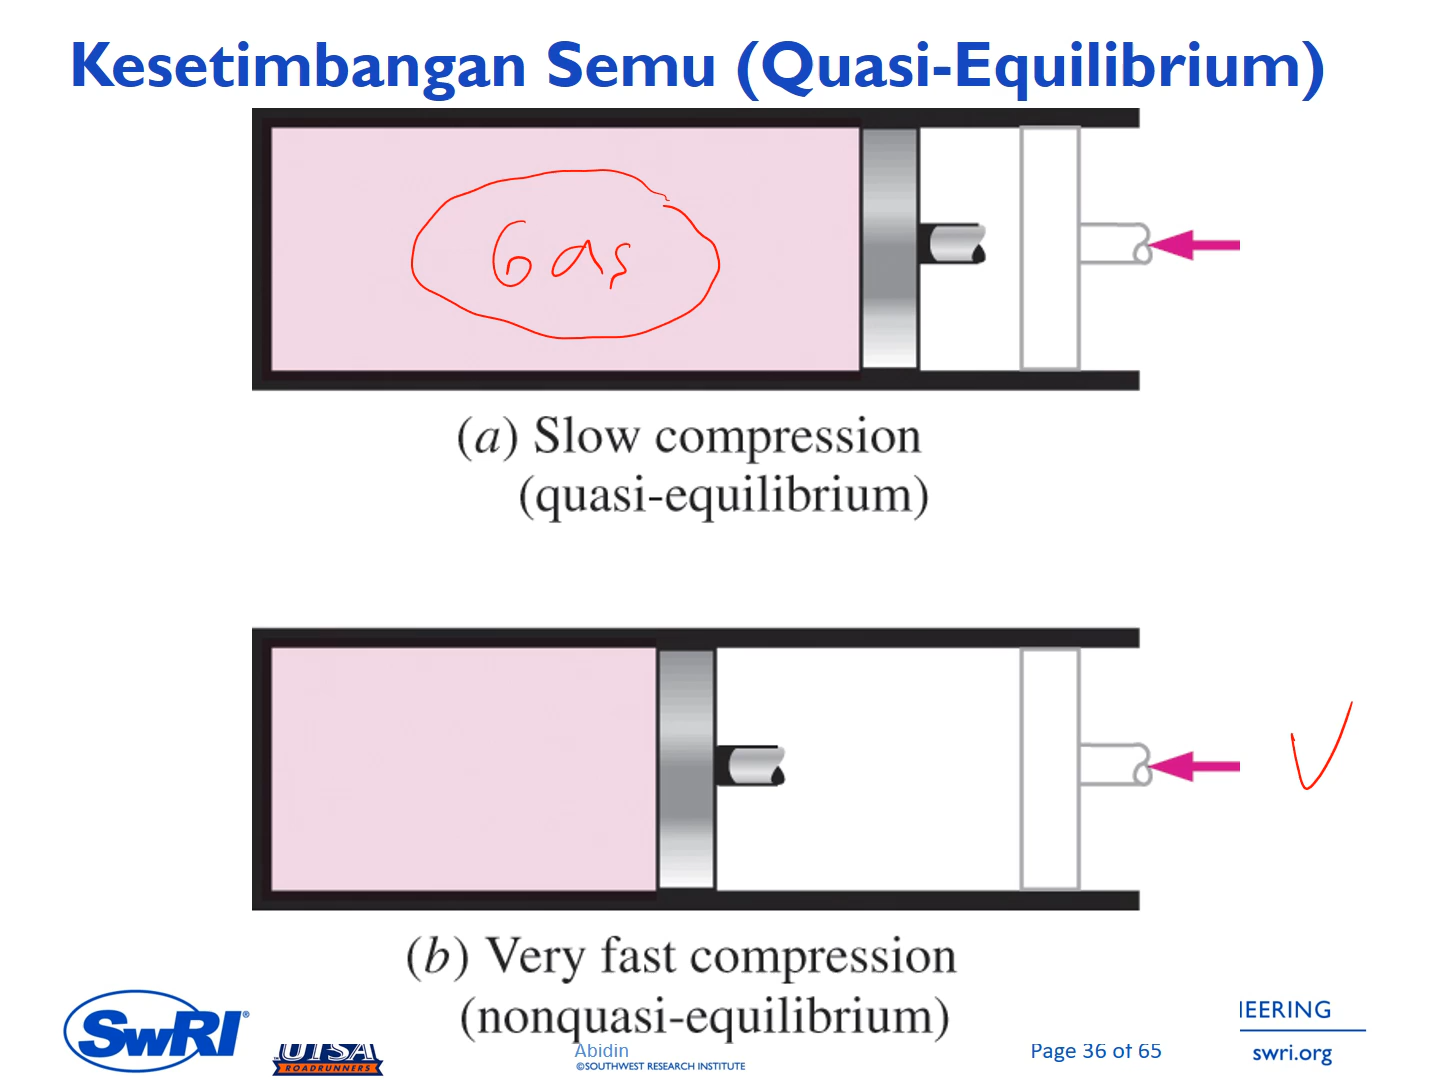 Kesetimbangan Semu (Quasi-Equilibrium)
Gas
(a) Slow compression
(quasi-equilibrium)
(b) Very fast compression
(nonquasi-equilibrium)
SwRI®
UTSA
ROADRUNNERS
Abidin
©SOUTHWEST RESEARCH INSTITUTE
Page 36 of 65
IEERING
swri.org